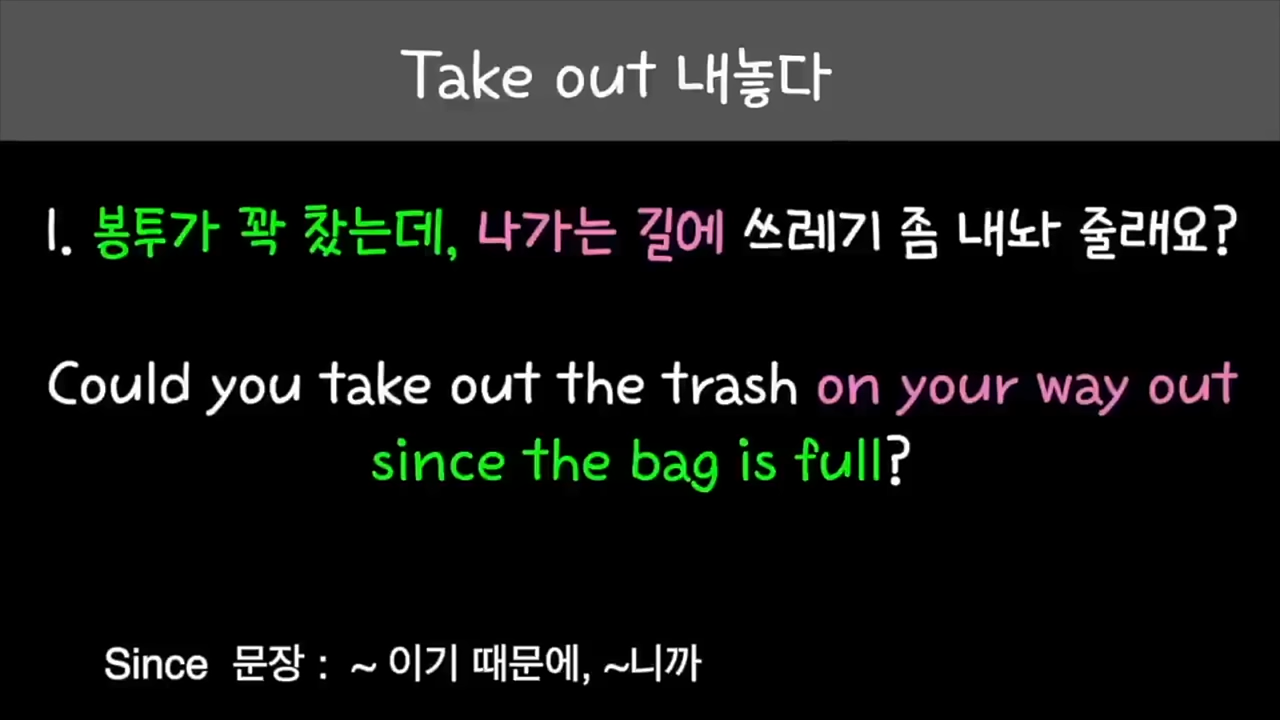 Take out 내놓다
1. 봉투가 꽉 찼는데, 나가는 길에 쓰레기 좀 내놔 줄래요?
Could you take out the trash on your way out
since the bag is full?
Since 문장 : ~ 이기 때문에, ~니까